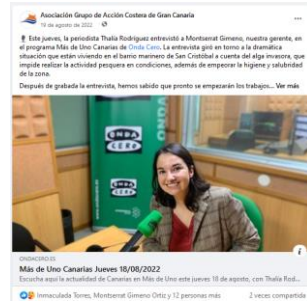 Asociación Grupo de Acción Costera de Gran Canaria
19 de agosto de 2022
Este jueves, la periodista Thalía Rodríguez entrevistó a Montserrat Gimeno, nuestra gerente, en
el programa Más de Uno Canarias de Onda Cero. La entrevista giró en torno a la dramática
situación que están viviendo en el barrio marinero de San Cristóbal a cuenta del alga invasora, que
impide realizar la actividad pesquera en condiciones, además de empeorar la higiene y salubridad
de la zona.
Después de grabada la entrevista, hemos sabido que pronto se empezarán los trabajos... Ver más
ONDA
CERO
ONDA
CERO
ONDACERO.ES
Más de Uno Canarias Jueves 18/08/2022
Escucha aquí la actualidad de Canarias en Más de Uno este jueves 18 de agosto, con Thalía Rod...
Inmaculada Torres, Montserrat Gimeno Ortiz y 12 personas más
2 veces compartida